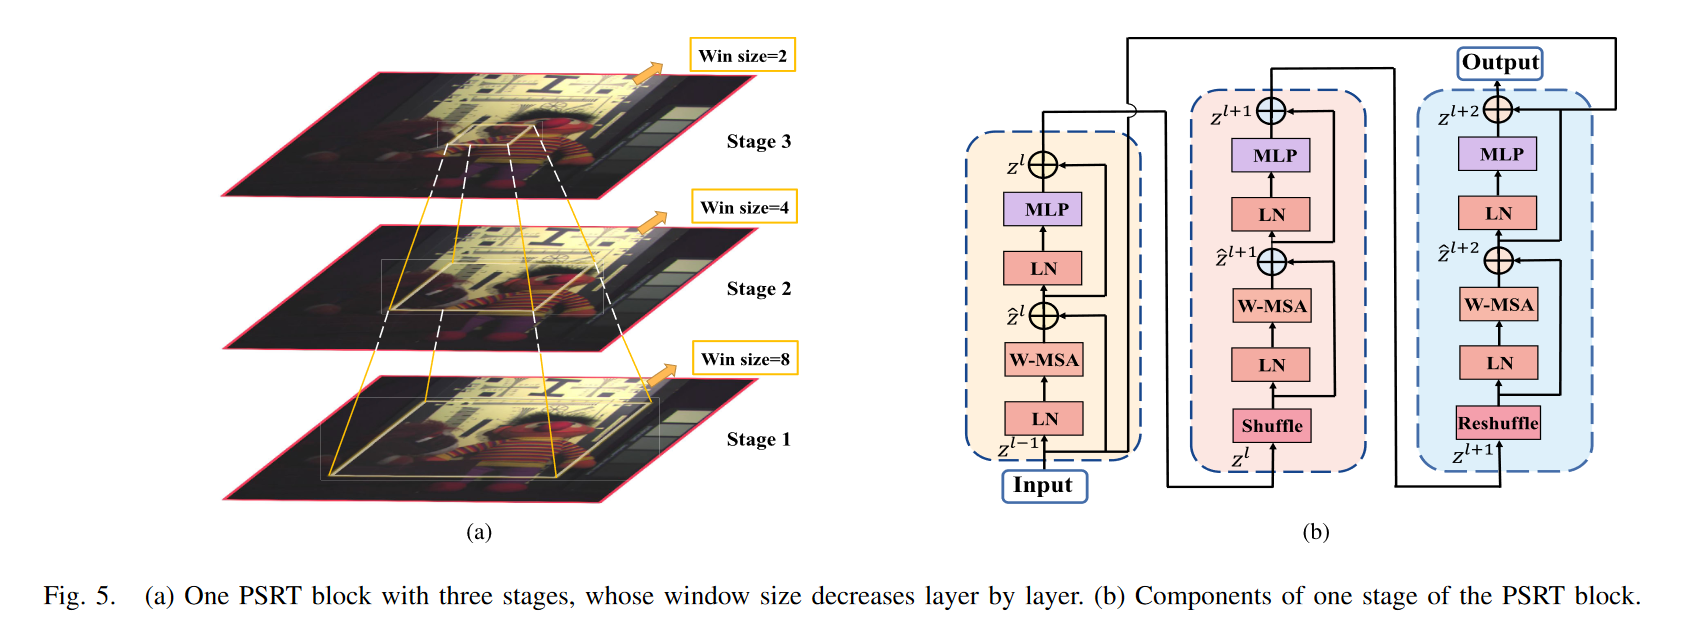 Win size=2
Stage 3
Win size=4
Stage 2
Win size=8
Stage 1
(a)
z^l
MLP
LN
ẑ^l
W-MSA
LN
z^{l-1}
Input
z^{l+1}
MLP
LN
ẑ^{l+1}
W-MSA
LN
Shuffle
z^l
Output
z^{l+2}
MLP
LN
ẑ^{l+2}
W-MSA
LN
Reshuffle
z^{l+1}
(b)
Fig. 5. (a) One PSRT block with three stages, whose window size decreases layer by layer. (b) Components of one stage of the PSRT block.